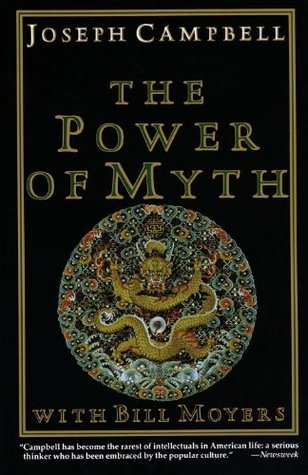 JOSEPH CAMPBELL
THE
POWER
OF MYTH
WITH BILL MOYERS
"Campbell has become the rarest of intellectuals in American life: a serious
thinker who has been embraced by the popular culture." —Newsweek